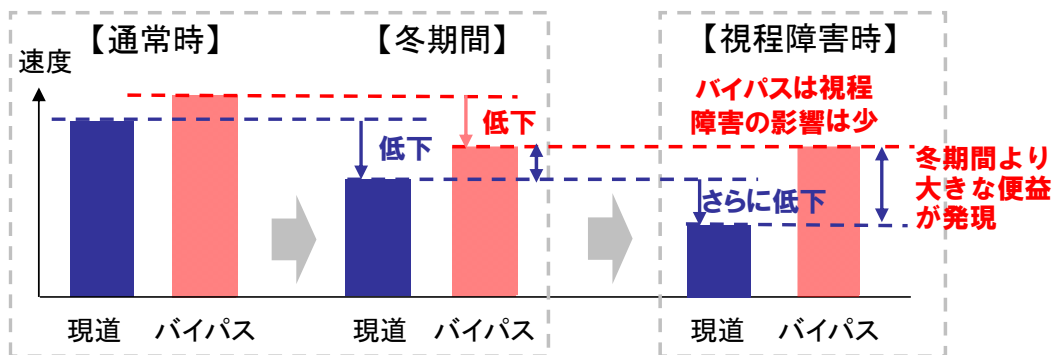 【通常時】
【冬期間】
【視程障害時】
速度
バイパスは視程
障害の影響は少
低下
低下
さらに低下
冬期間より
大きな便益
が発現
現道
バイパス
現道
バイパス
現道
バイパス